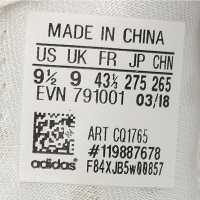 MADE IN CHINA
US UK FR JP CHN
9½ 9 43⅓ 275 265
EVN 791001 03/18
ART CQ1765
#119887678
adidas F84XJB5W00857